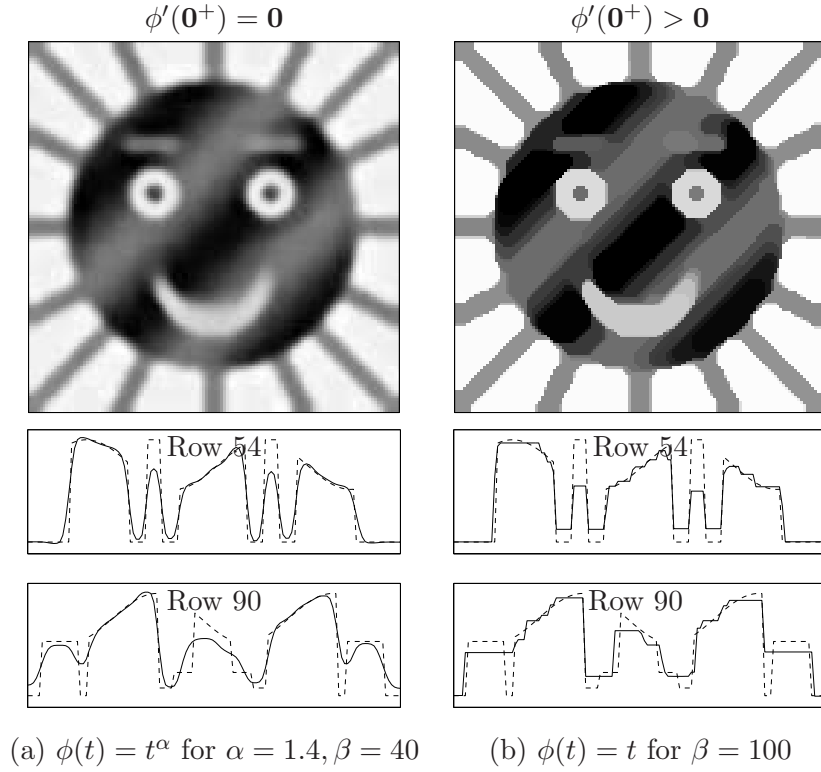 ϕ′(0⁺) = 0
ϕ′(0⁺) > 0
Row 54
Row 54
Row 90
Row 90
(a) ϕ(t) = t^α for α = 1.4, β = 40
(b) ϕ(t) = t for β = 100